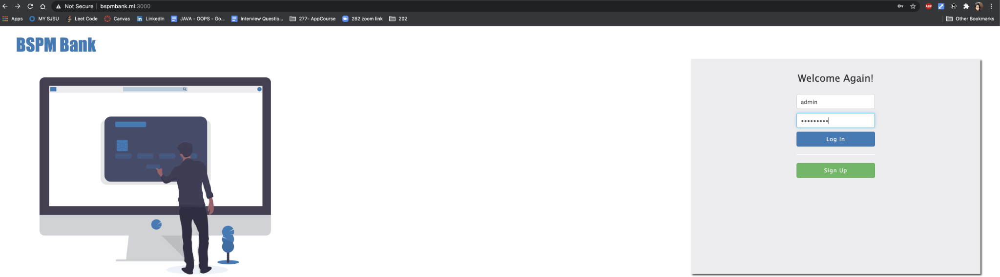 Not Secure | bspmbank.ml:3000
ABP
Apps MY SJSU Leet Code Canvas LinkedIn JAVA - OOPS - Go... Interview Questio... 277- AppCourse 282 zoom link 202 Other Bookmarks
BSPM Bank
Welcome Again!
admin
•••••••••
Log In
Sign Up